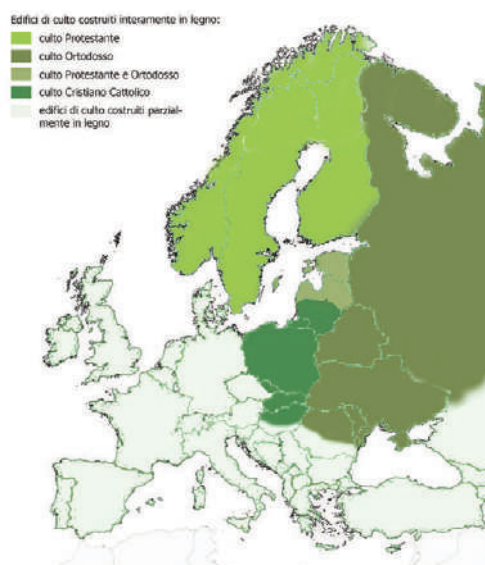 Edifici di culto costruiti interamente in legno:
culto Protestante
culto Ortodosso
culto Protestante e Ortodosso
culto Cristiano Cattolico
edifici di culto costruiti parzial-
mente in legno